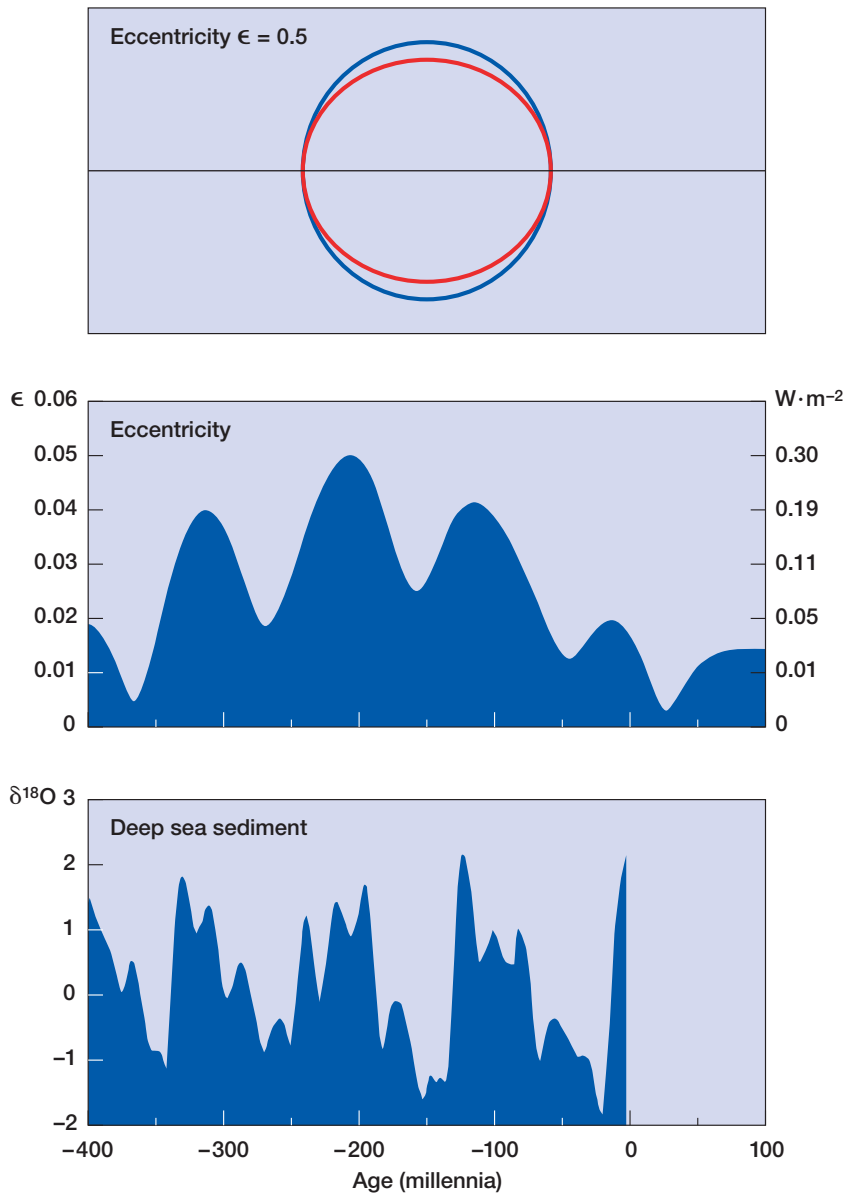 Eccentricity ϵ = 0.5
ϵ 0.06
W·m⁻²
Eccentricity
0.05
0.30
0.04
0.19
0.03
0.11
0.02
0.05
0.01
0.01
0
0
δ¹⁸O 3
Deep sea sediment
2
1
0
−1
−2
−400 −300 −200 −100 0 100
Age (millennia)